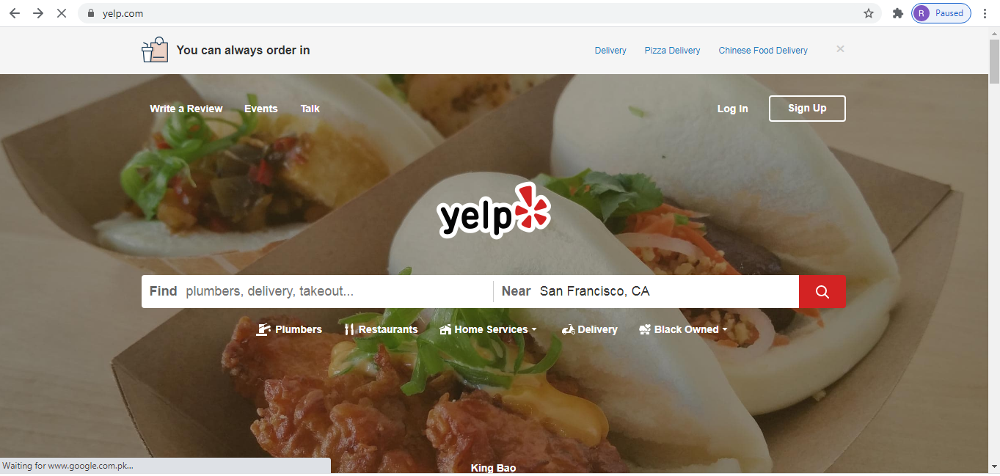 yelp.com
R Paused
You can always order in
Delivery Pizza Delivery Chinese Food Delivery
Write a Review Events Talk Log In Sign Up
yelp
Find plumbers, delivery, takeout... Near San Francisco, CA
Plumbers Restaurants Home Services Delivery Black Owned
Waiting for www.google.com.pk...
King Bao